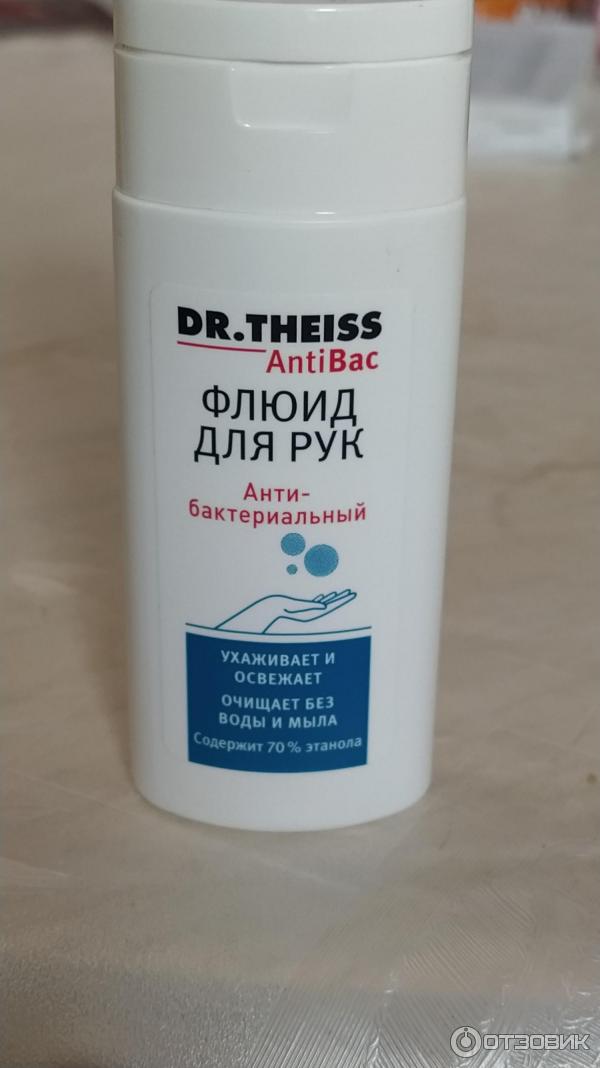 DR.THEISS
AntiBac
ФЛЮИД
ДЛЯ РУК
Анти-
бактериальный
УХАЖИВАЕТ И
ОСВЕЖАЕТ
ОЧИЩАЕТ БЕЗ
ВОДЫ И МЫЛА
Содержит 70 % этанола
ОТЗОВИК